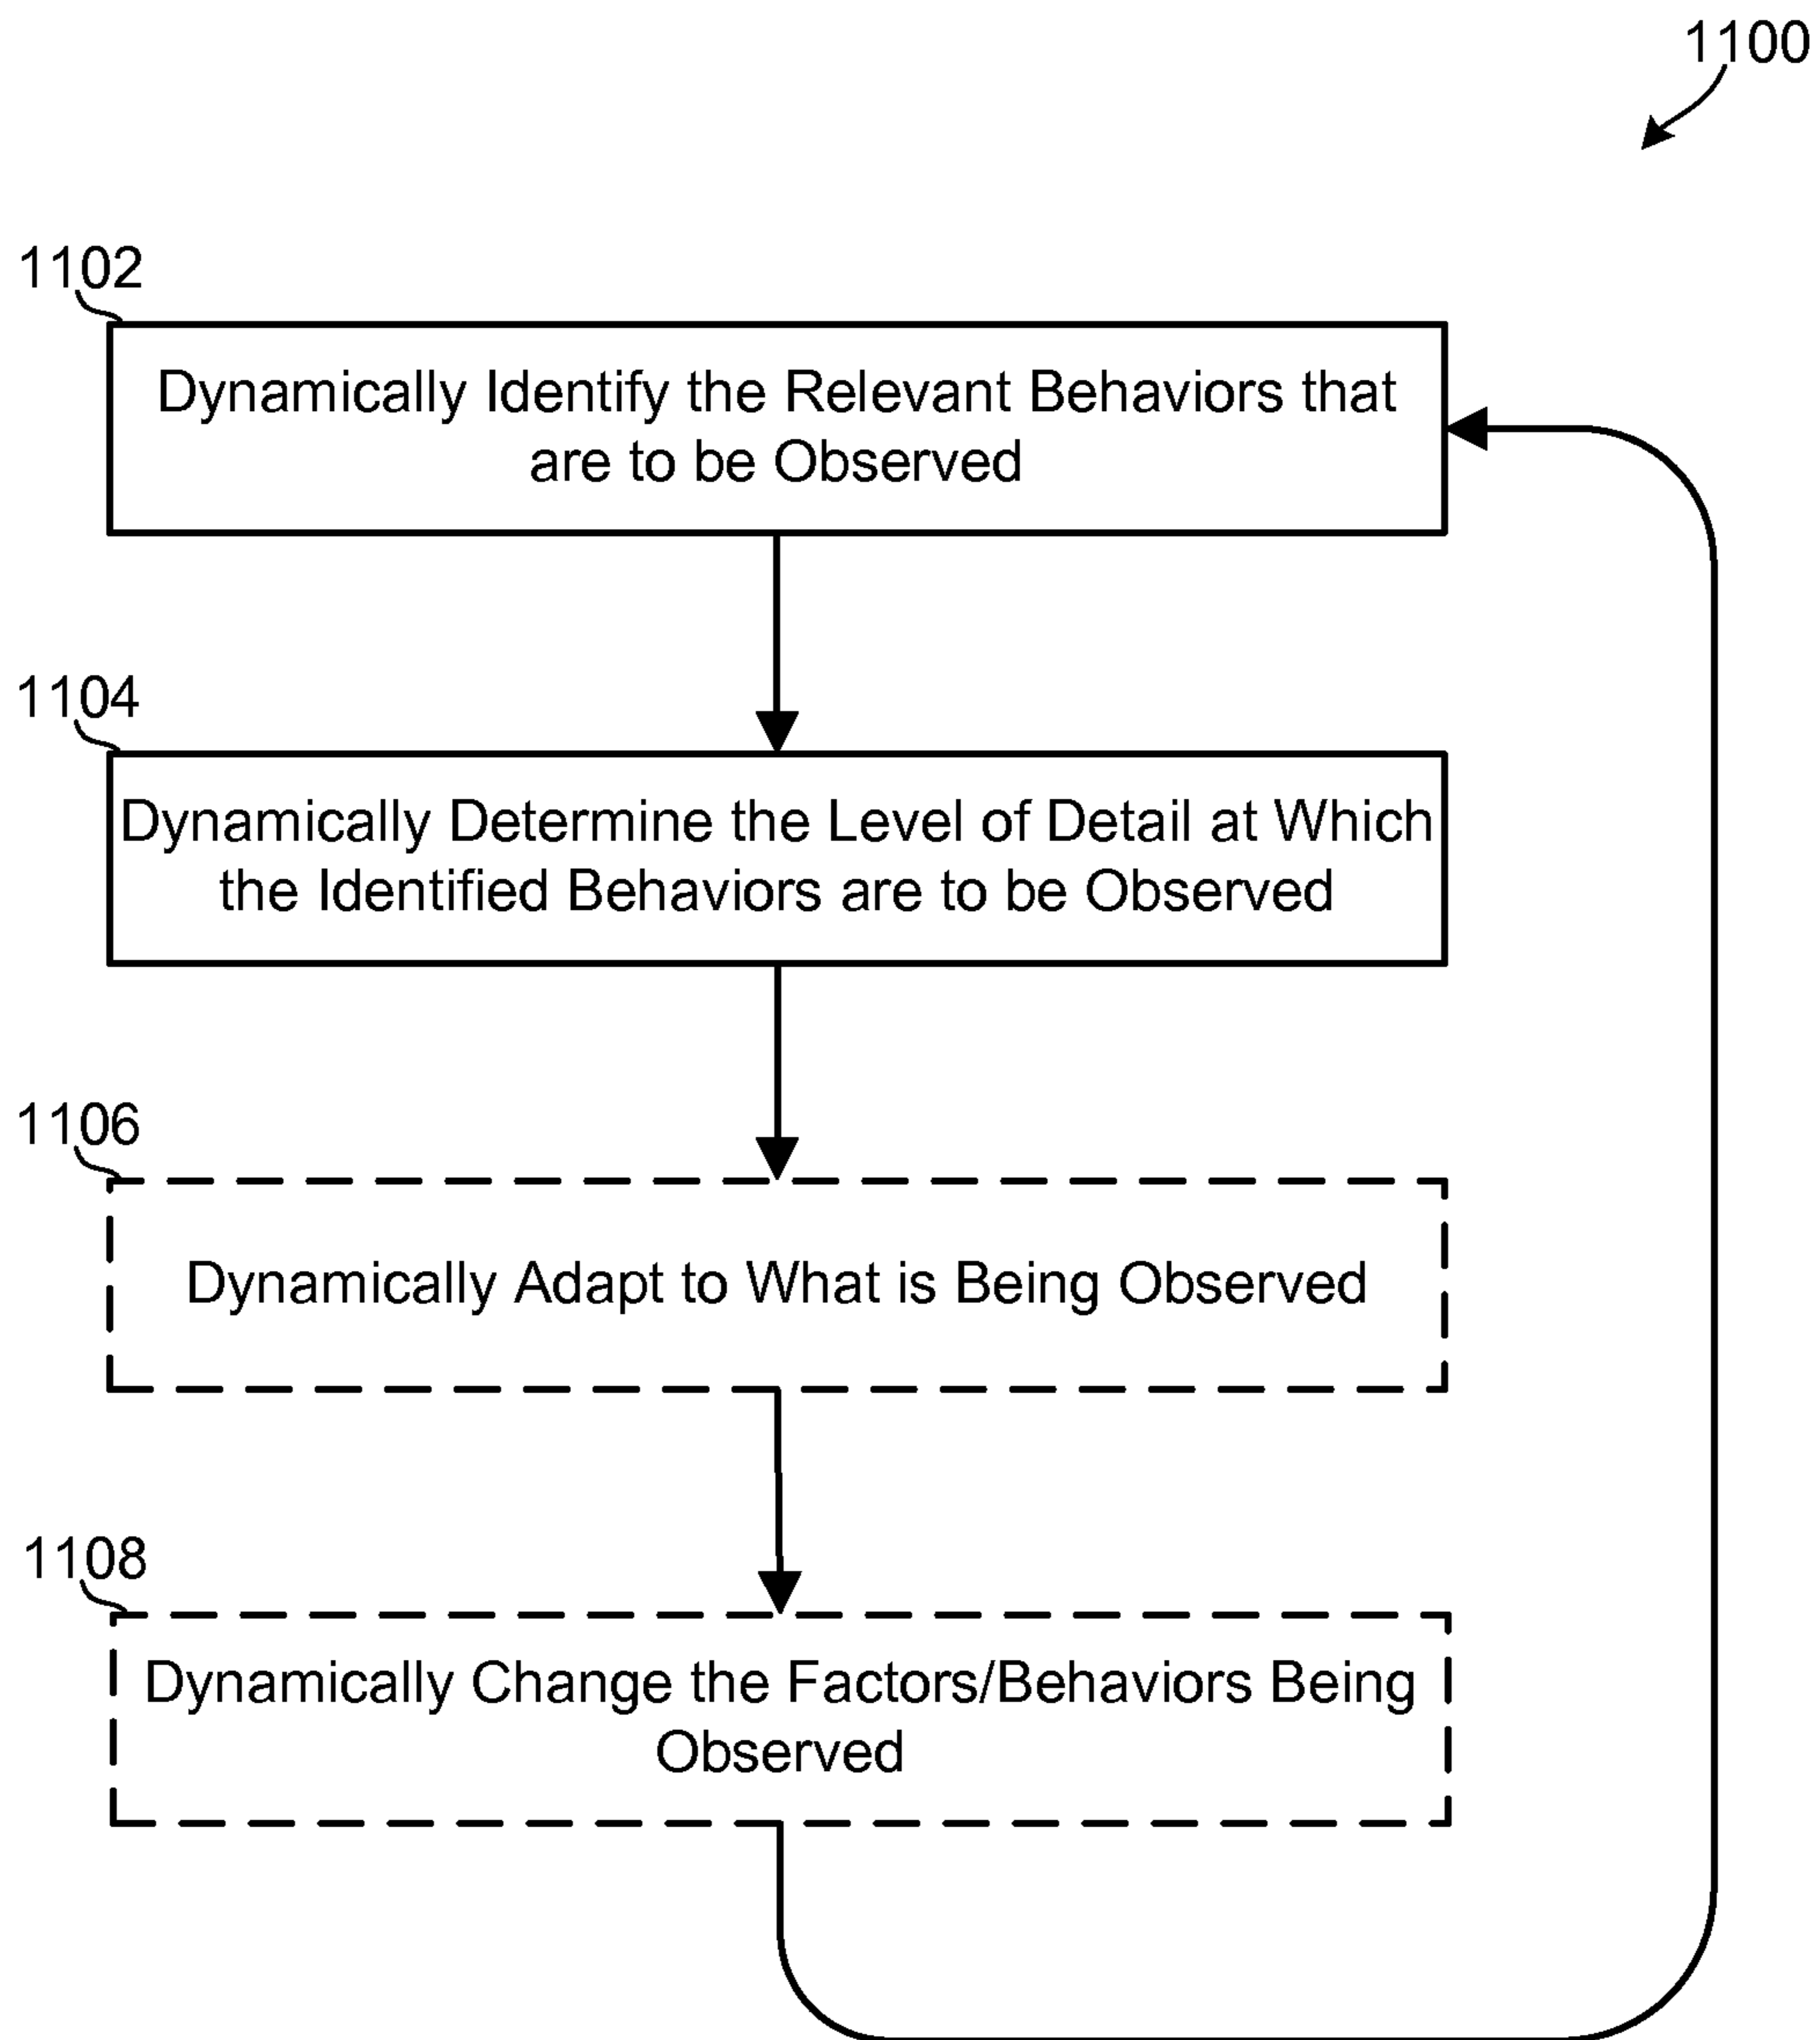 1100
1102
Dynamically Identify the Relevant Behaviors that
are to be Observed
1104
Dynamically Determine the Level of Detail at Which
the Identified Behaviors are to be Observed
1106
Dynamically Adapt to What is Being Observed
1108
Dynamically Change the Factors/Behaviors Being
Observed